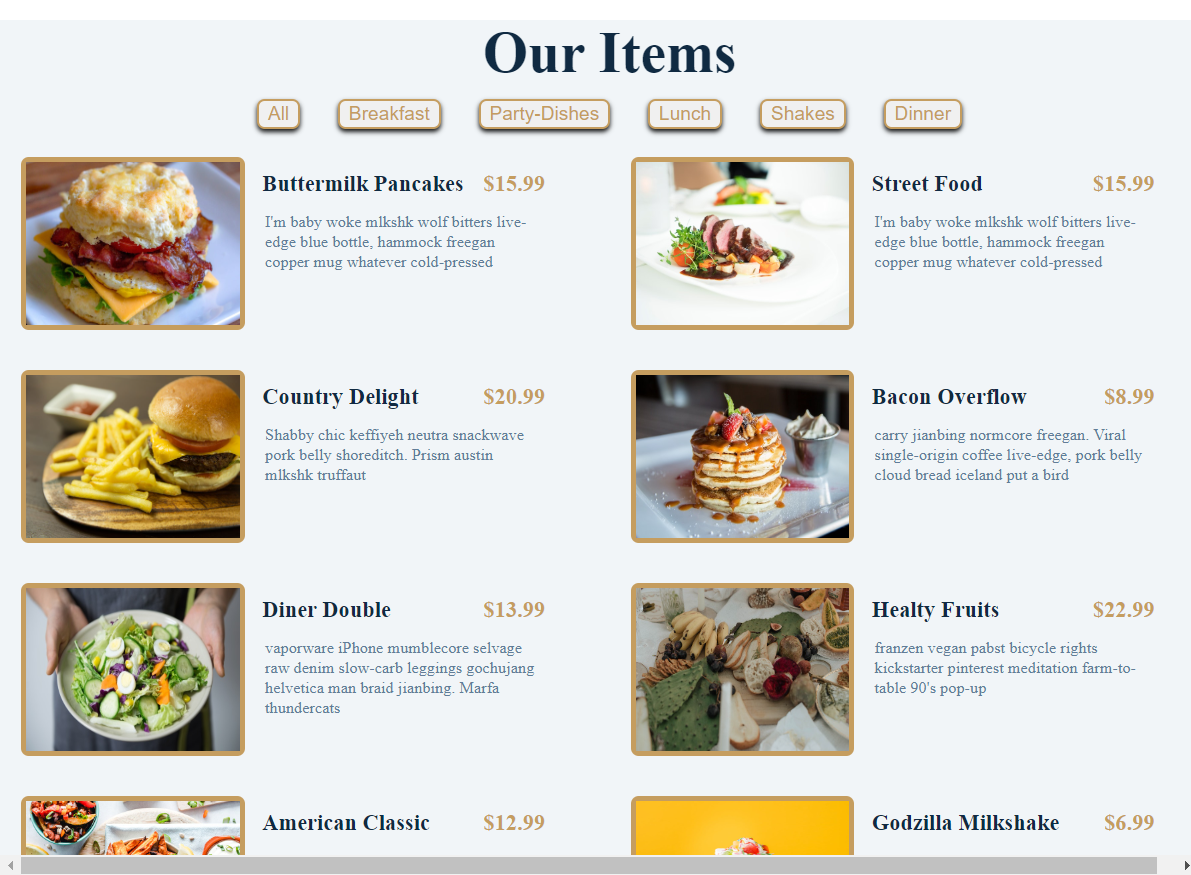 Our Items
All Breakfast Party-Dishes Lunch Shakes Dinner
Buttermilk Pancakes $15.99
I'm baby woke mlkshk wolf bitters live-
edge blue bottle, hammock freegan
copper mug whatever cold-pressed
Street Food $15.99
I'm baby woke mlkshk wolf bitters live-
edge blue bottle, hammock freegan
copper mug whatever cold-pressed
Country Delight $20.99
Shabby chic keffiyeh neutra snackwave
pork belly shoreditch. Prism austin
mlkshk truffaut
Bacon Overflow $8.99
carry jianbing normcore freegan. Viral
single-origin coffee live-edge, pork belly
cloud bread iceland put a bird
Diner Double $13.99
vaporware iPhone mumblecore selvage
raw denim slow-carb leggings gochujang
helvetica man braid jianbing. Marfa
thundercats
Healty Fruits $22.99
franzen vegan pabst bicycle rights
kickstarter pinterest meditation farm-to-
table 90's pop-up
American Classic $12.99
Godzilla Milkshake $6.99